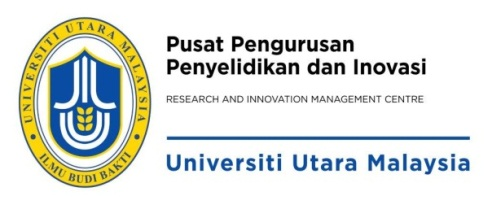 UNIVERSITI UTARA MALAYSIA
ILMU BUDI BAKTI
Pusat Pengurusan
Penyelidikan dan Inovasi
RESEARCH AND INNOVATION MANAGEMENT CENTRE
Universiti Utara Malaysia